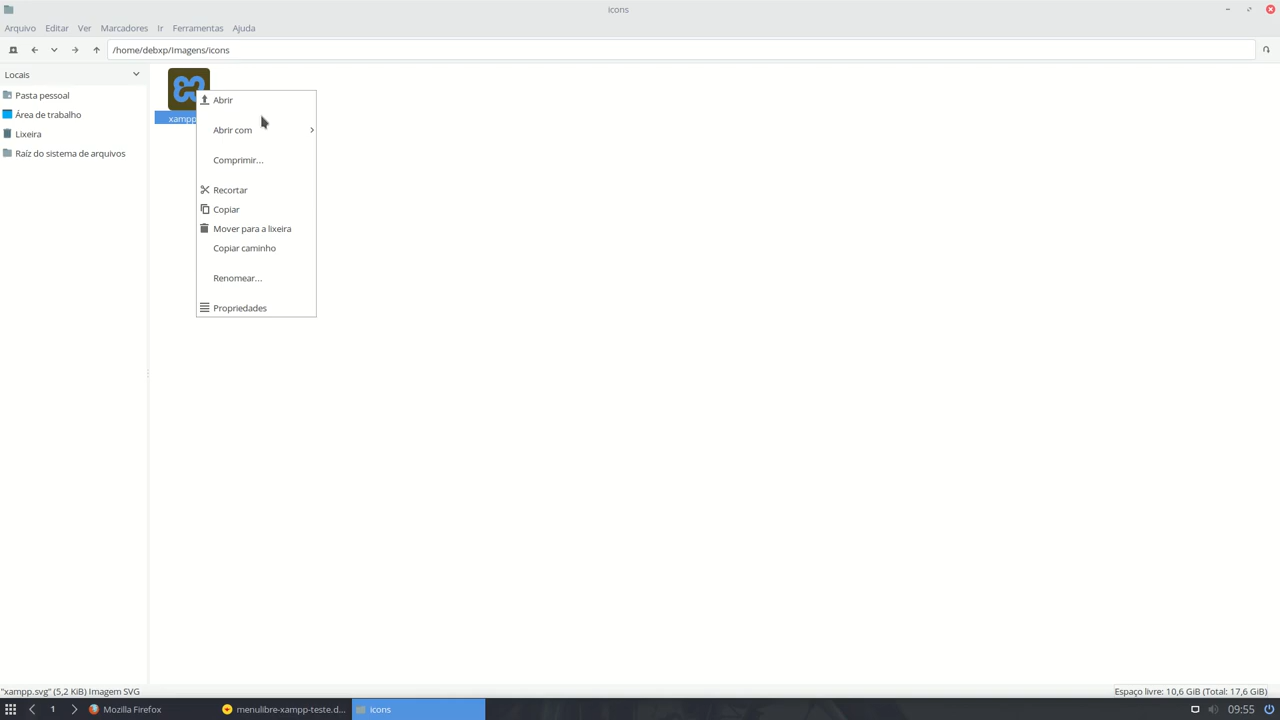 icons
Arquivo Editar Ver Marcadores Ir Ferramentas Ajuda
/home/debxp/Imagens/icons
Locais
Pasta pessoal
Área de trabalho
Lixeira
Raíz do sistema de arquivos
xampp
Abrir
Abrir com
Comprimir...
Recortar
Copiar
Mover para a lixeira
Copiar caminho
Renomear...
Propriedades
"xampp.svg" (5,2 KiB) Imagem SVG
Espaço livre: 10,6 GiB (Total: 17,6 GiB)
1 Mozilla Firefox menulibre-xampp-teste.d... icons 09:55